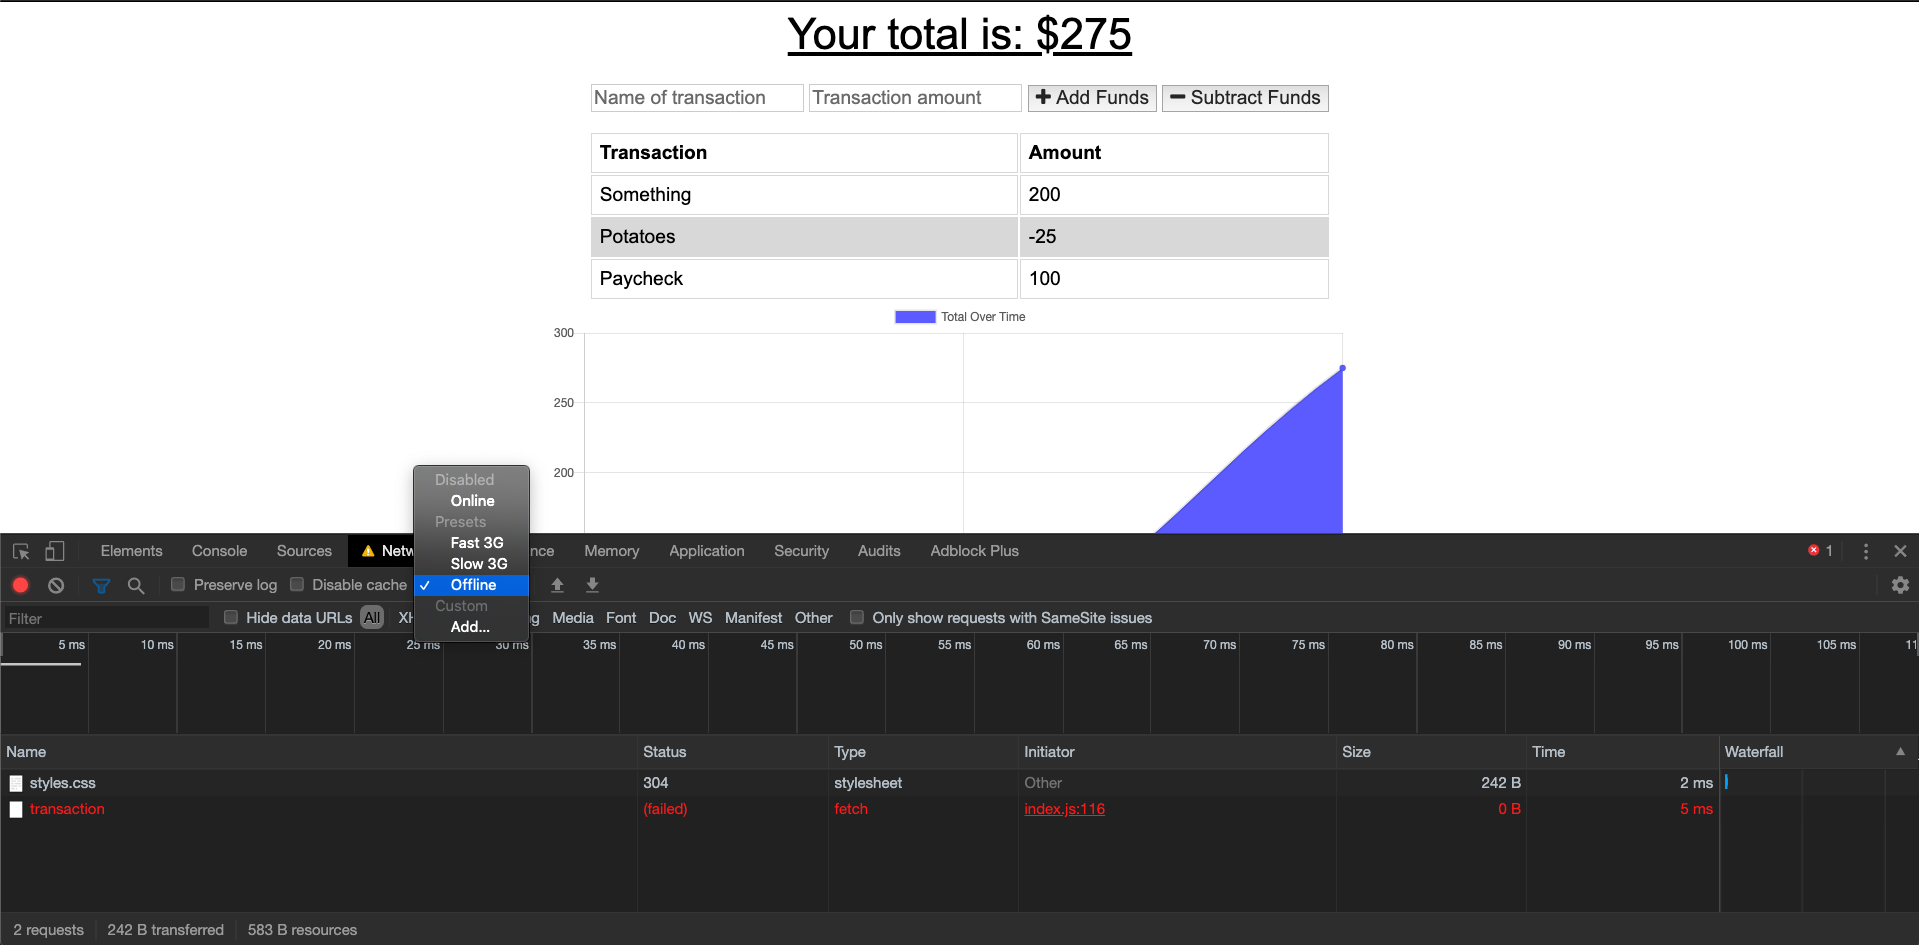 Your total is: $275
Name of transaction Transaction amount Add Funds Subtract Funds
Transaction Amount
Something 200
Potatoes -25
Paycheck 100
Total Over Time
300
250
200
Disabled
Online
Presets
Fast 3G
Slow 3G
Offline
Custom
Add...
Elements Console Sources Netw nce Memory Application Security Audits Adblock Plus 1
Preserve log Disable cache
Filter Hide data URLs All XH g Media Font Doc WS Manifest Other Only show requests with SameSite issues
5 ms 10 ms 15 ms 20 ms 25 ms 30 ms 35 ms 40 ms 45 ms 50 ms 55 ms 60 ms 65 ms 70 ms 75 ms 80 ms 85 ms 90 ms 95 ms 100 ms 105 ms 11
Name Status Type Initiator Size Time Waterfall
styles.css 304 stylesheet Other 242 B 2 ms
transaction (failed) fetch index.js:116 0 B 5 ms
2 requests 242 B transferred 583 B resources